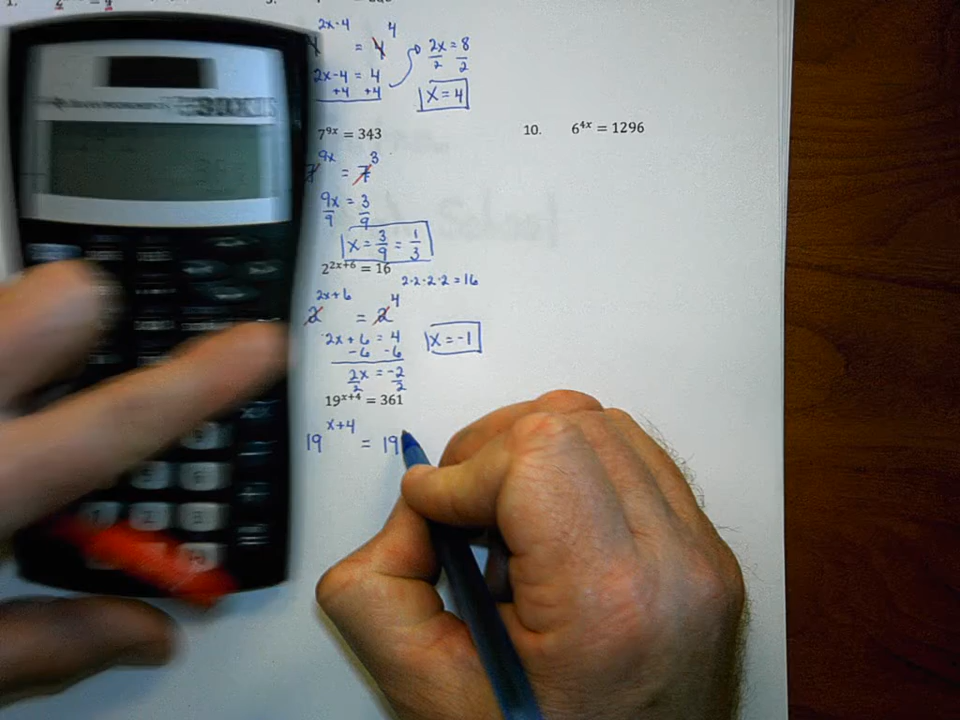 2x-4 4
4 = 4
2x-4 = 4
+4 +4
2x = 8
2 2
x = 4
7^{9x} = 343
7^{9x} = 7^3
9x = 3
9 9
x = 3/9 = 1/3
2^{2x+6} = 16
2·2·2·2 = 16
2^{2x+6} = 2^4
2x+6 = 4
-6 -6
2x = -2
2 2
x = -1
19^{x+4} = 361
19^{x+4} = 19
10. 6^{4x} = 1296